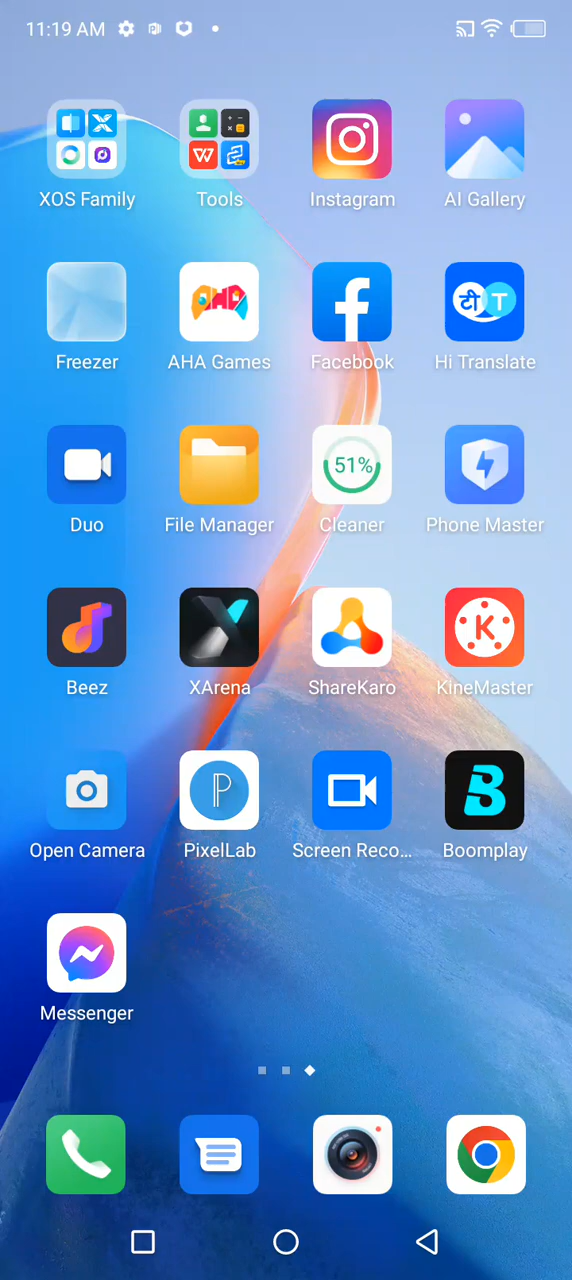 11:19 AM
XOS Family
Tools
Instagram
AI Gallery
Freezer
AHA Games
Facebook
टी T
Hi Translate
Duo
File Manager
51%
Cleaner
Phone Master
Beez
XArena
ShareKaro
K
KineMaster
Open Camera
P
PixelLab
Screen Reco...
B
Boomplay
Messenger